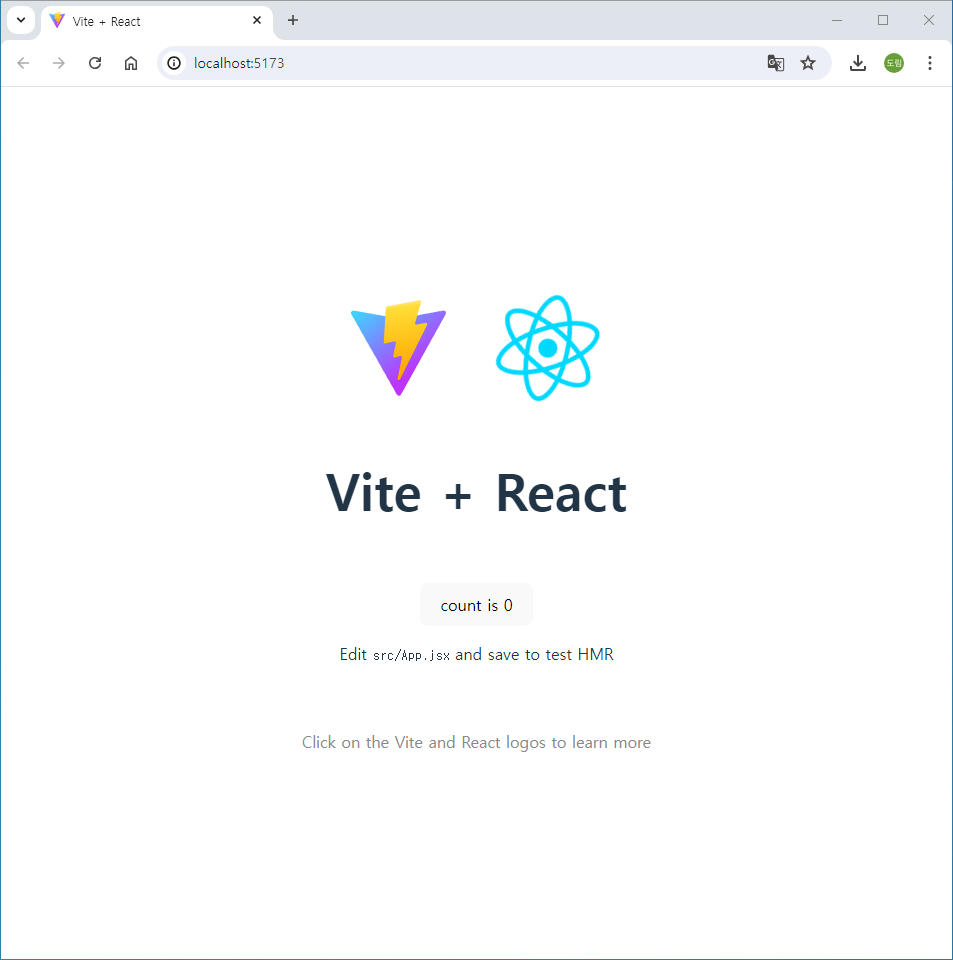 Vite + React
localhost:5173
도림
Vite + React
count is 0
Edit src/App.jsx and save to test HMR
Click on the Vite and React logos to learn more